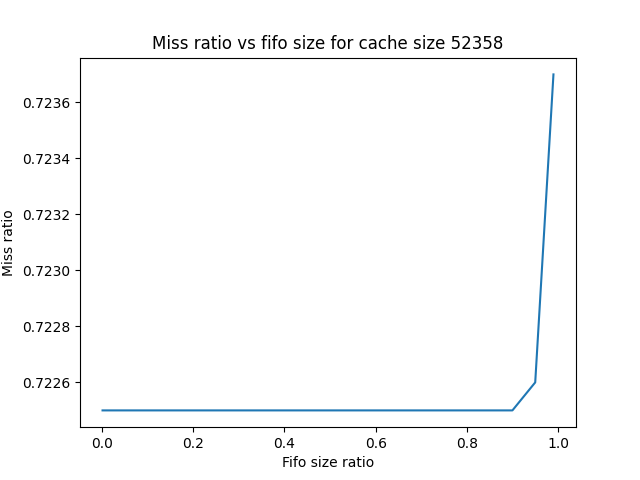 Miss ratio vs fifo size for cache size 52358
0.7236
0.7234
0.7232
0.7230
0.7228
0.7226
Miss ratio
0.0 0.2 0.4 0.6 0.8 1.0
Fifo size ratio